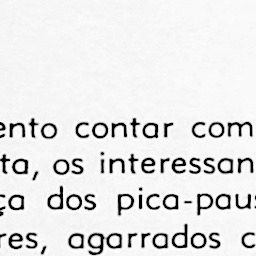 ento contar com
ta, os interessan
ça dos pica-paus
res, agarrados c